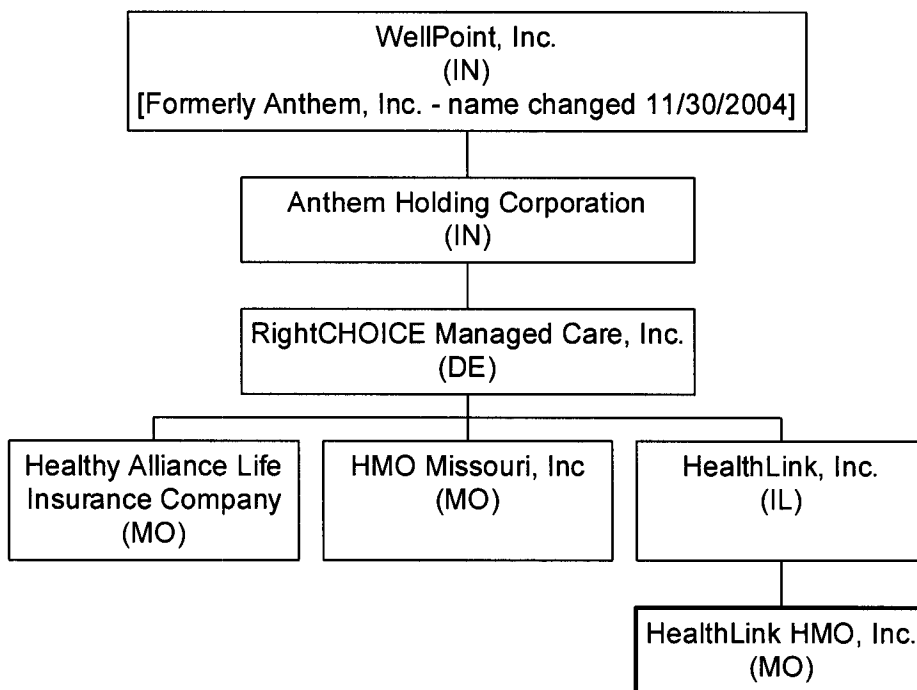 WellPoint, Inc.
(IN)
[Formerly Anthem, Inc. - name changed 11/30/2004]
Anthem Holding Corporation
(IN)
RightCHOICE Managed Care, Inc.
(DE)
Healthy Alliance Life
Insurance Company
(MO)
HMO Missouri, Inc
(MO)
HealthLink, Inc.
(IL)
HealthLink HMO, Inc.
(MO)